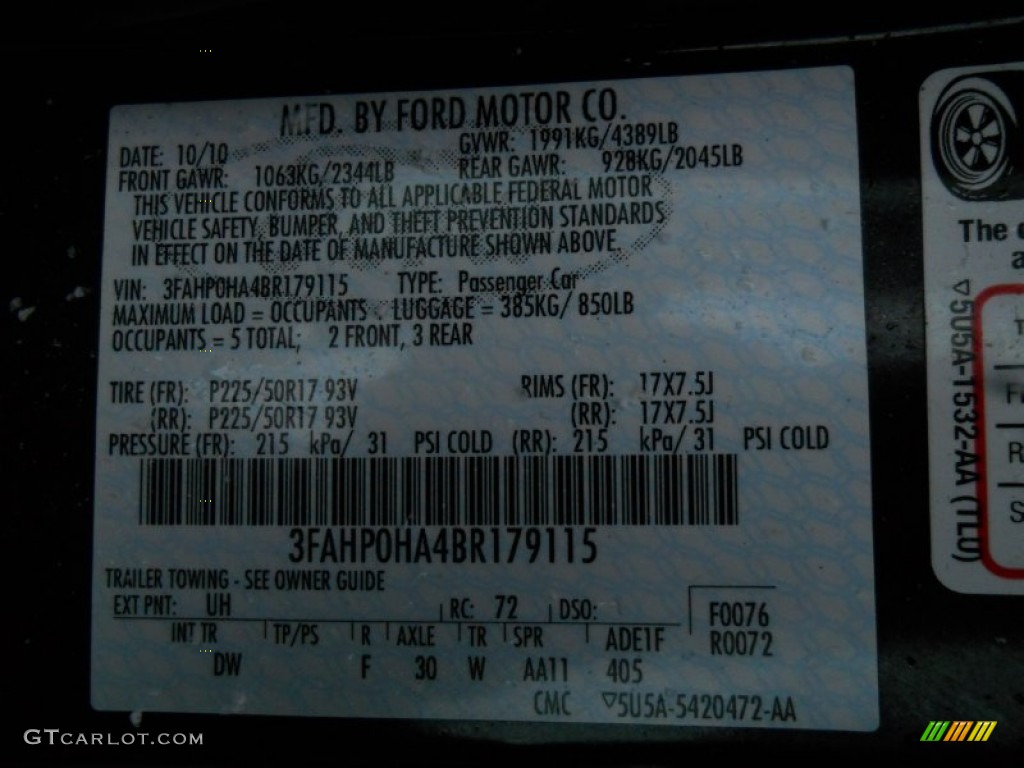 MFD. BY FORD MOTOR CO.
DATE: 10/10 GVWR: 1991KG/4389LB
FRONT GAWR: 1063KG/2344LB REAR GAWR: 928KG/2045LB
THIS VEHICLE CONFORMS TO ALL APPLICABLE FEDERAL MOTOR
VEHICLE SAFETY, BUMPER, AND THEFT PREVENTION STANDARDS
IN EFFECT ON THE DATE OF MANUFACTURE SHOWN ABOVE.
VIN: 3FAHP0HA4BR179115 TYPE: Passenger Car
MAXIMUM LOAD = OCCUPANTS LUGGAGE = 385KG/ 850LB
OCCUPANTS = 5 TOTAL; 2 FRONT, 3 REAR
TIRE (FR): P225/50R17 93V RIMS (FR): 17X7.5J
(RR): P225/50R17 93V (RR): 17X7.5J
PRESSURE (FR): 215 kPa/ 31 PSI COLD (RR): 215 kPa/ 31 PSI COLD
3FAHP0HA4BR179115
TRAILER TOWING - SEE OWNER GUIDE
EXT PNT: UH RC: 72 DSO: F0076
INT TR TP/PS R AXLE TR SPR ADE1F R0072
DW F 30 W AA11 405
CMC ▽5U5A-5420472-AA
The
▽5U5A-1532-AA (TLU)
GTCARLOT.COM